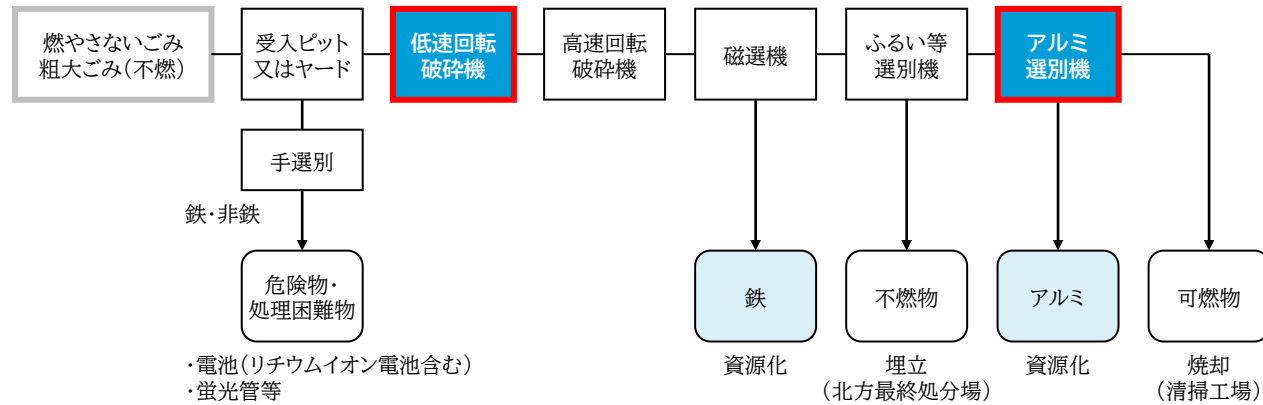 燃やさないごみ
粗大ごみ(不燃)
受入ピット
又はヤード
低速回転
破砕機
高速回転
破砕機
磁選機
ふるい等
選別機
アルミ
選別機
手選別
鉄・非鉄
危険物・
処理困難物
鉄
不燃物
アルミ
可燃物
・電池(リチウムイオン電池含む)
・蛍光管等
資源化
埋立
(北方最終処分場)
資源化
焼却
(清掃工場)